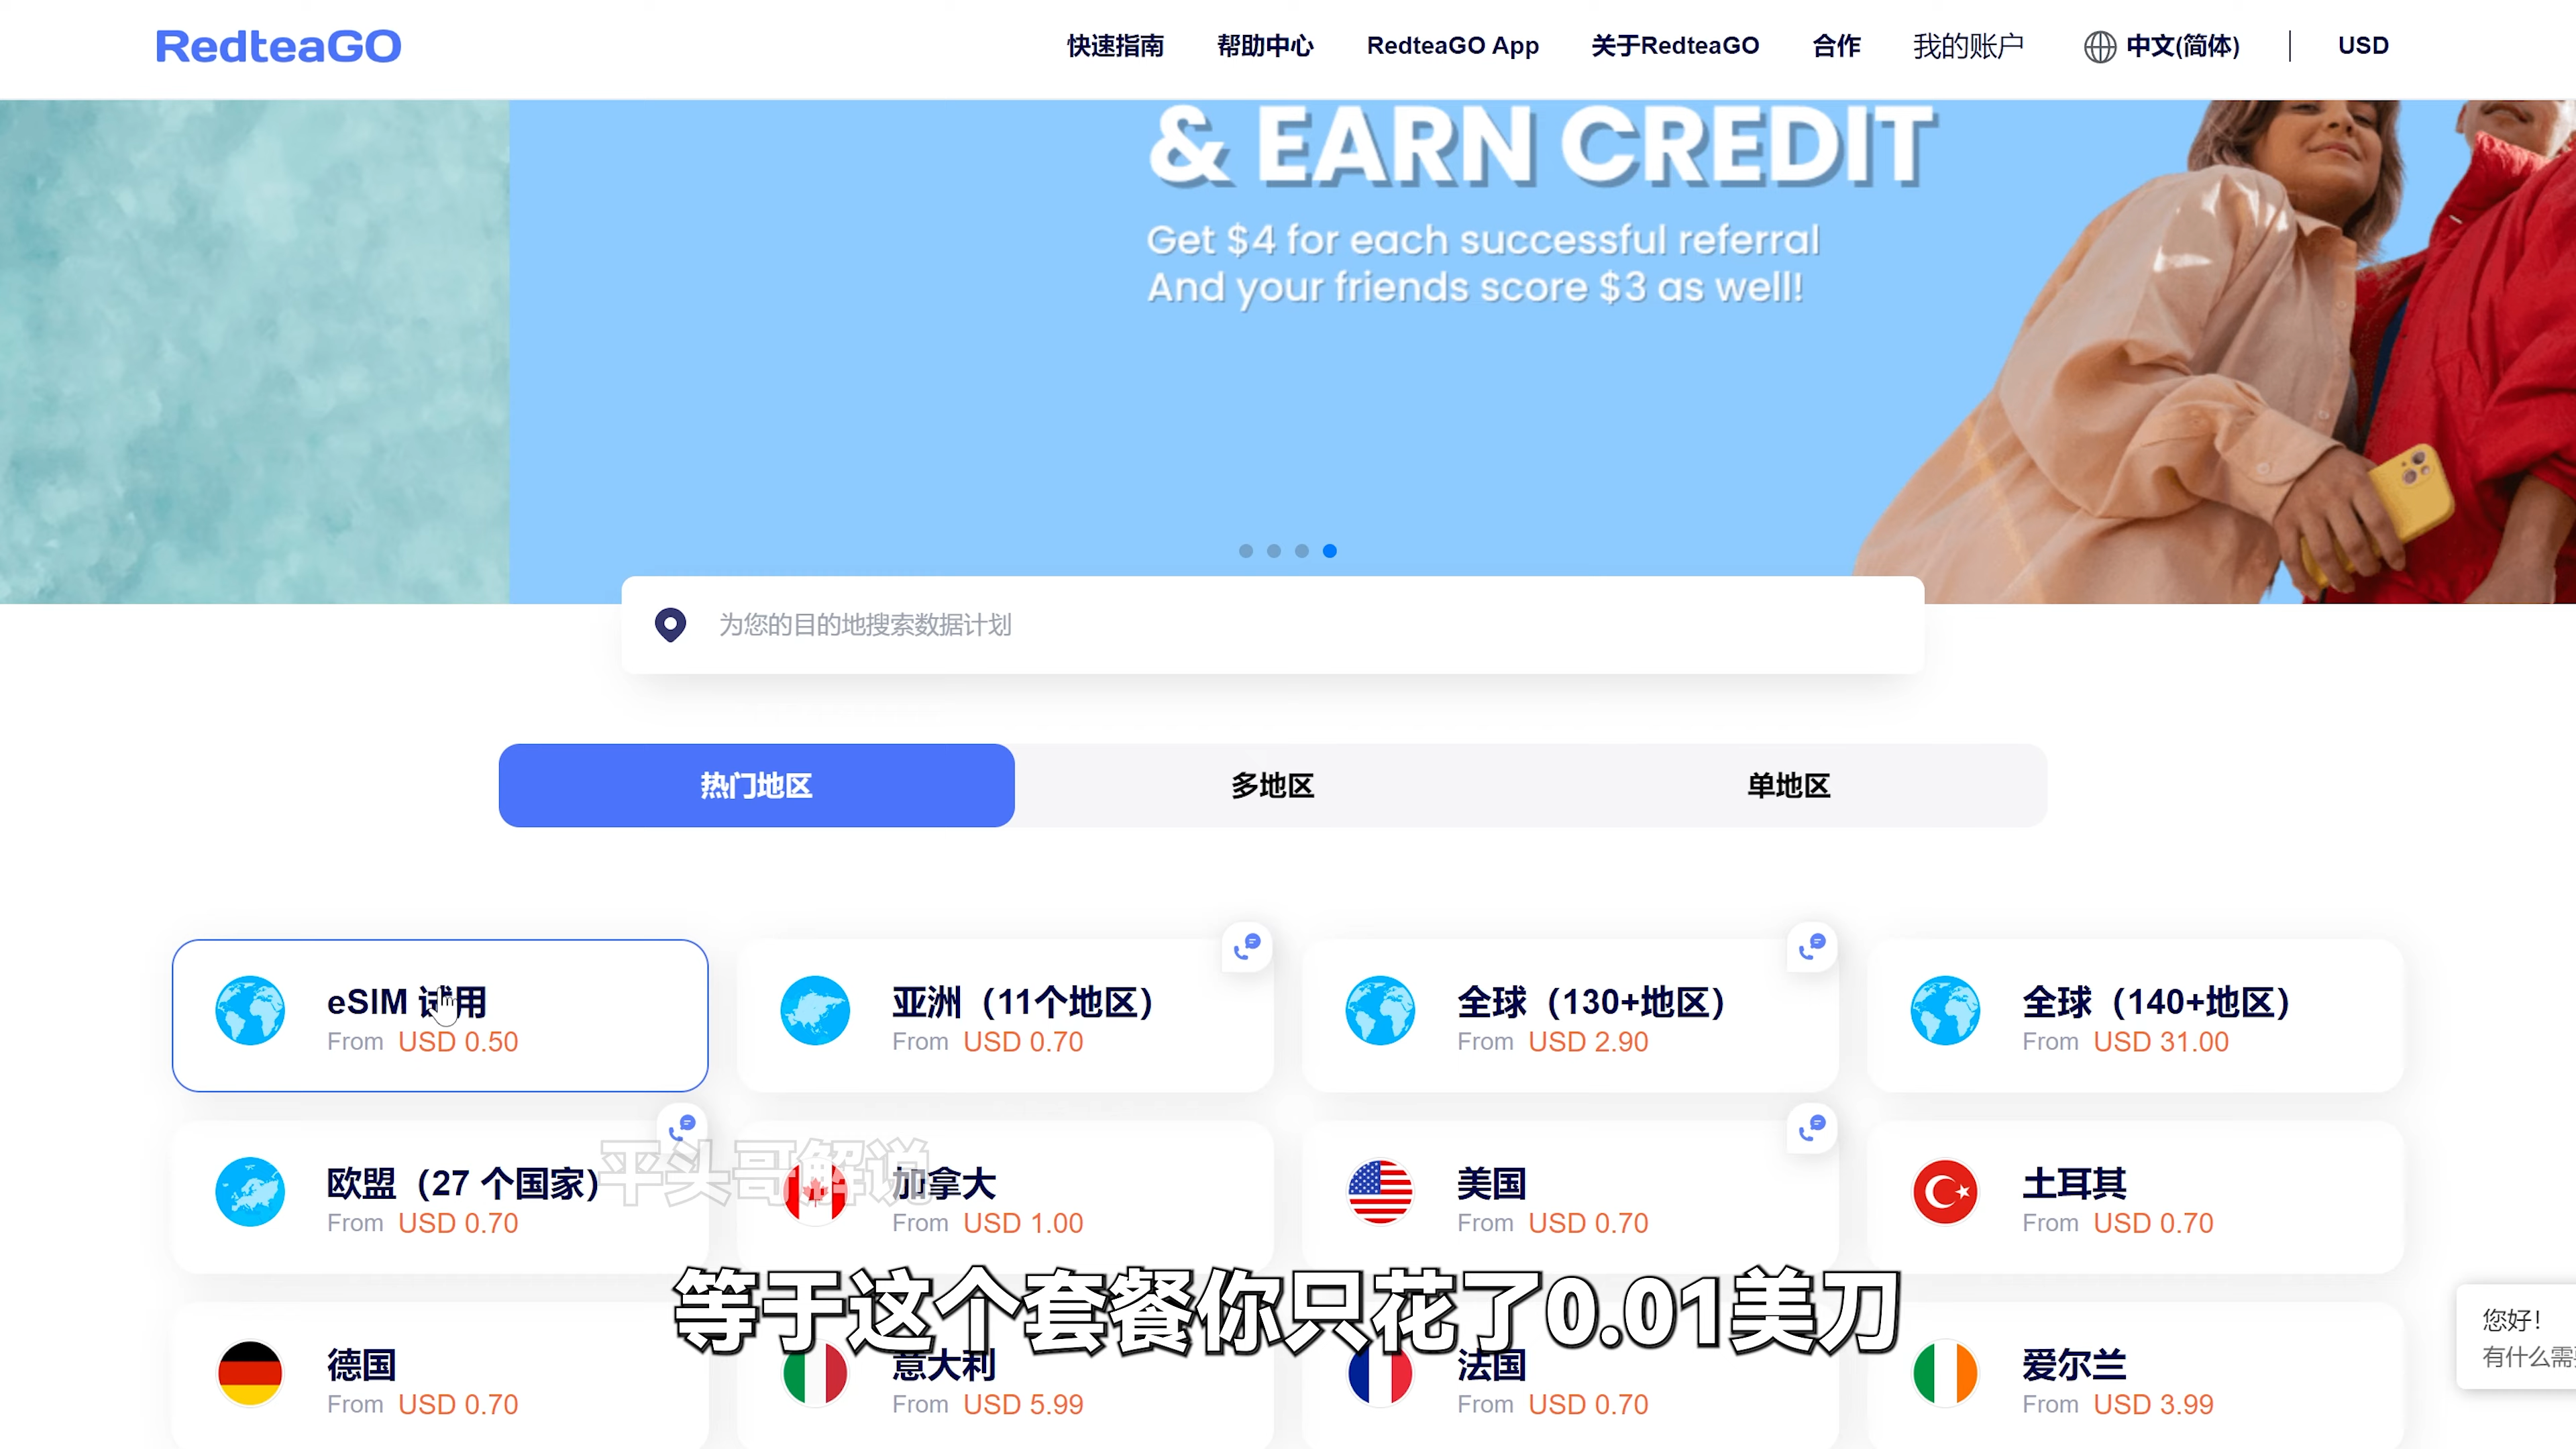 RedteaGO
快速指南
帮助中心
RedteaGO App
关于RedteaGO
合作
我的账户
中文(简体)
USD
& EARN CREDIT
Get $4 for each successful referral
And your friends score $3 as well!
为您的目的地搜索数据计划
热门地区
多地区
单地区
eSIM 试用
From USD 0.50
亚洲（11个地区）
From USD 0.70
全球（130+地区）
From USD 2.90
全球（140+地区）
From USD 31.00
欧盟（27 个国家）
From USD 0.70
平头哥解说
加拿大
From USD 1.00
美国
From USD 0.70
土耳其
From USD 0.70
等于这个套餐你只花了0.01美刀
德国
From USD 0.70
意大利
From USD 5.99
法国
From USD 0.70
爱尔兰
From USD 3.99
您好！
有什么需